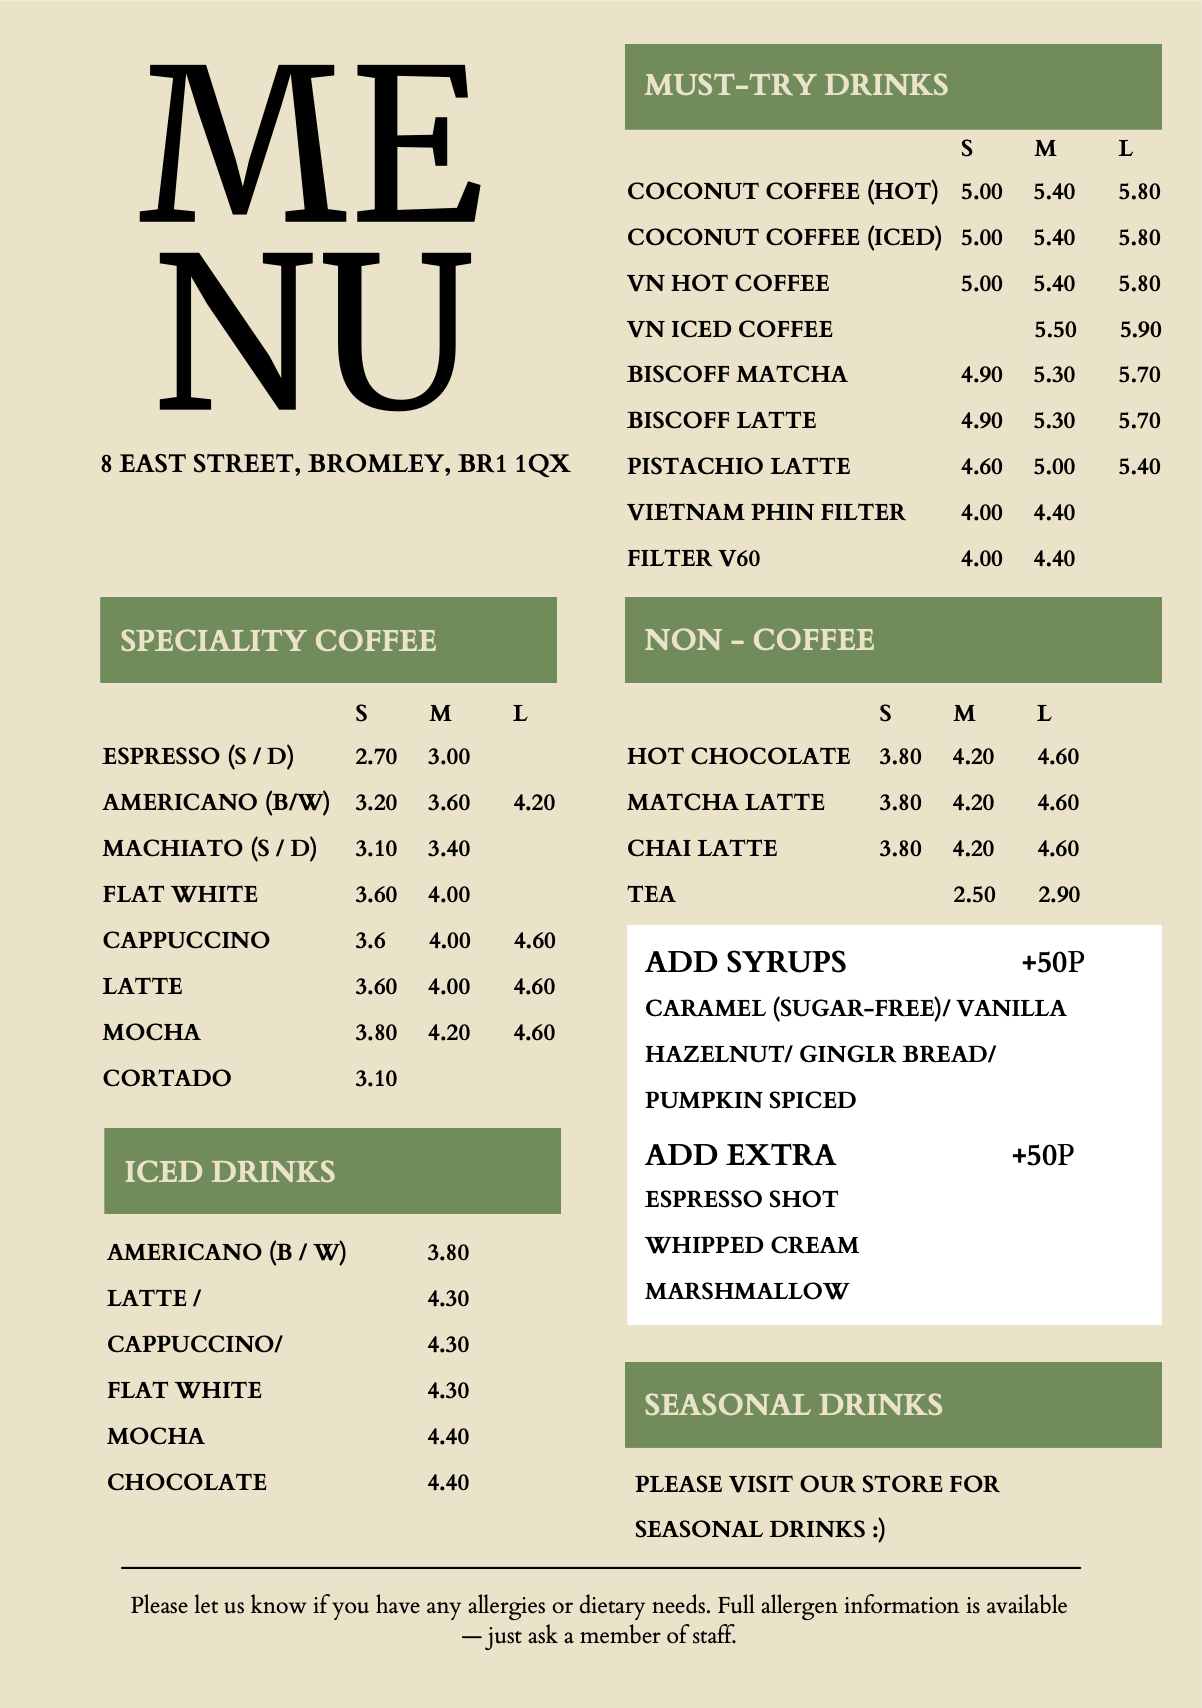 ME
NU
8 EAST STREET, BROMLEY, BR1 1QX
MUST-TRY DRINKS
S M L
COCONUT COFFEE (HOT) 5.00 5.40 5.80
COCONUT COFFEE (ICED) 5.00 5.40 5.80
VN HOT COFFEE 5.00 5.40 5.80
VN ICED COFFEE 5.50 5.90
BISCOFF MATCHA 4.90 5.30 5.70
BISCOFF LATTE 4.90 5.30 5.70
PISTACHIO LATTE 4.60 5.00 5.40
VIETNAM PHIN FILTER 4.00 4.40
FILTER V60 4.00 4.40
SPECIALITY COFFEE
S M L
ESPRESSO (S / D) 2.70 3.00
AMERICANO (B/W) 3.20 3.60 4.20
MACHIATO (S / D) 3.10 3.40
FLAT WHITE 3.60 4.00
CAPPUCCINO 3.6 4.00 4.60
LATTE 3.60 4.00 4.60
MOCHA 3.80 4.20 4.60
CORTADO 3.10
ICED DRINKS
AMERICANO (B / W) 3.80
LATTE / 4.30
CAPPUCCINO/ 4.30
FLAT WHITE 4.30
MOCHA 4.40
CHOCOLATE 4.40
NON - COFFEE
S M L
HOT CHOCOLATE 3.80 4.20 4.60
MATCHA LATTE 3.80 4.20 4.60
CHAI LATTE 3.80 4.20 4.60
TEA 2.50 2.90
ADD SYRUPS +50P
CARAMEL (SUGAR-FREE)/ VANILLA
HAZELNUT/ GINGLR BREAD/
PUMPKIN SPICED
ADD EXTRA +50P
ESPRESSO SHOT
WHIPPED CREAM
MARSHMALLOW
SEASONAL DRINKS
PLEASE VISIT OUR STORE FOR
SEASONAL DRINKS :)
Please let us know if you have any allergies or dietary needs. Full allergen information is available
— just ask a member of staff.